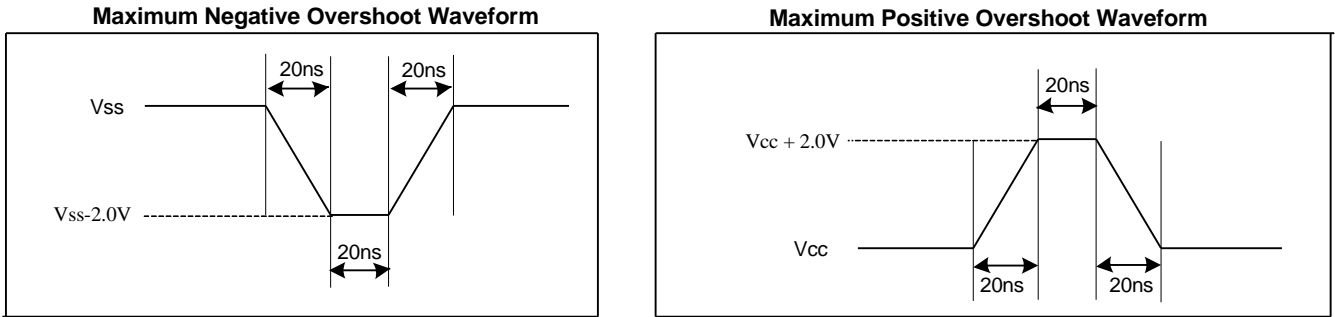 Maximum Negative Overshoot Waveform
20ns
20ns
Vss
Vss-2.0V
20ns
Maximum Positive Overshoot Waveform
20ns
Vcc + 2.0V
Vcc
20ns
20ns